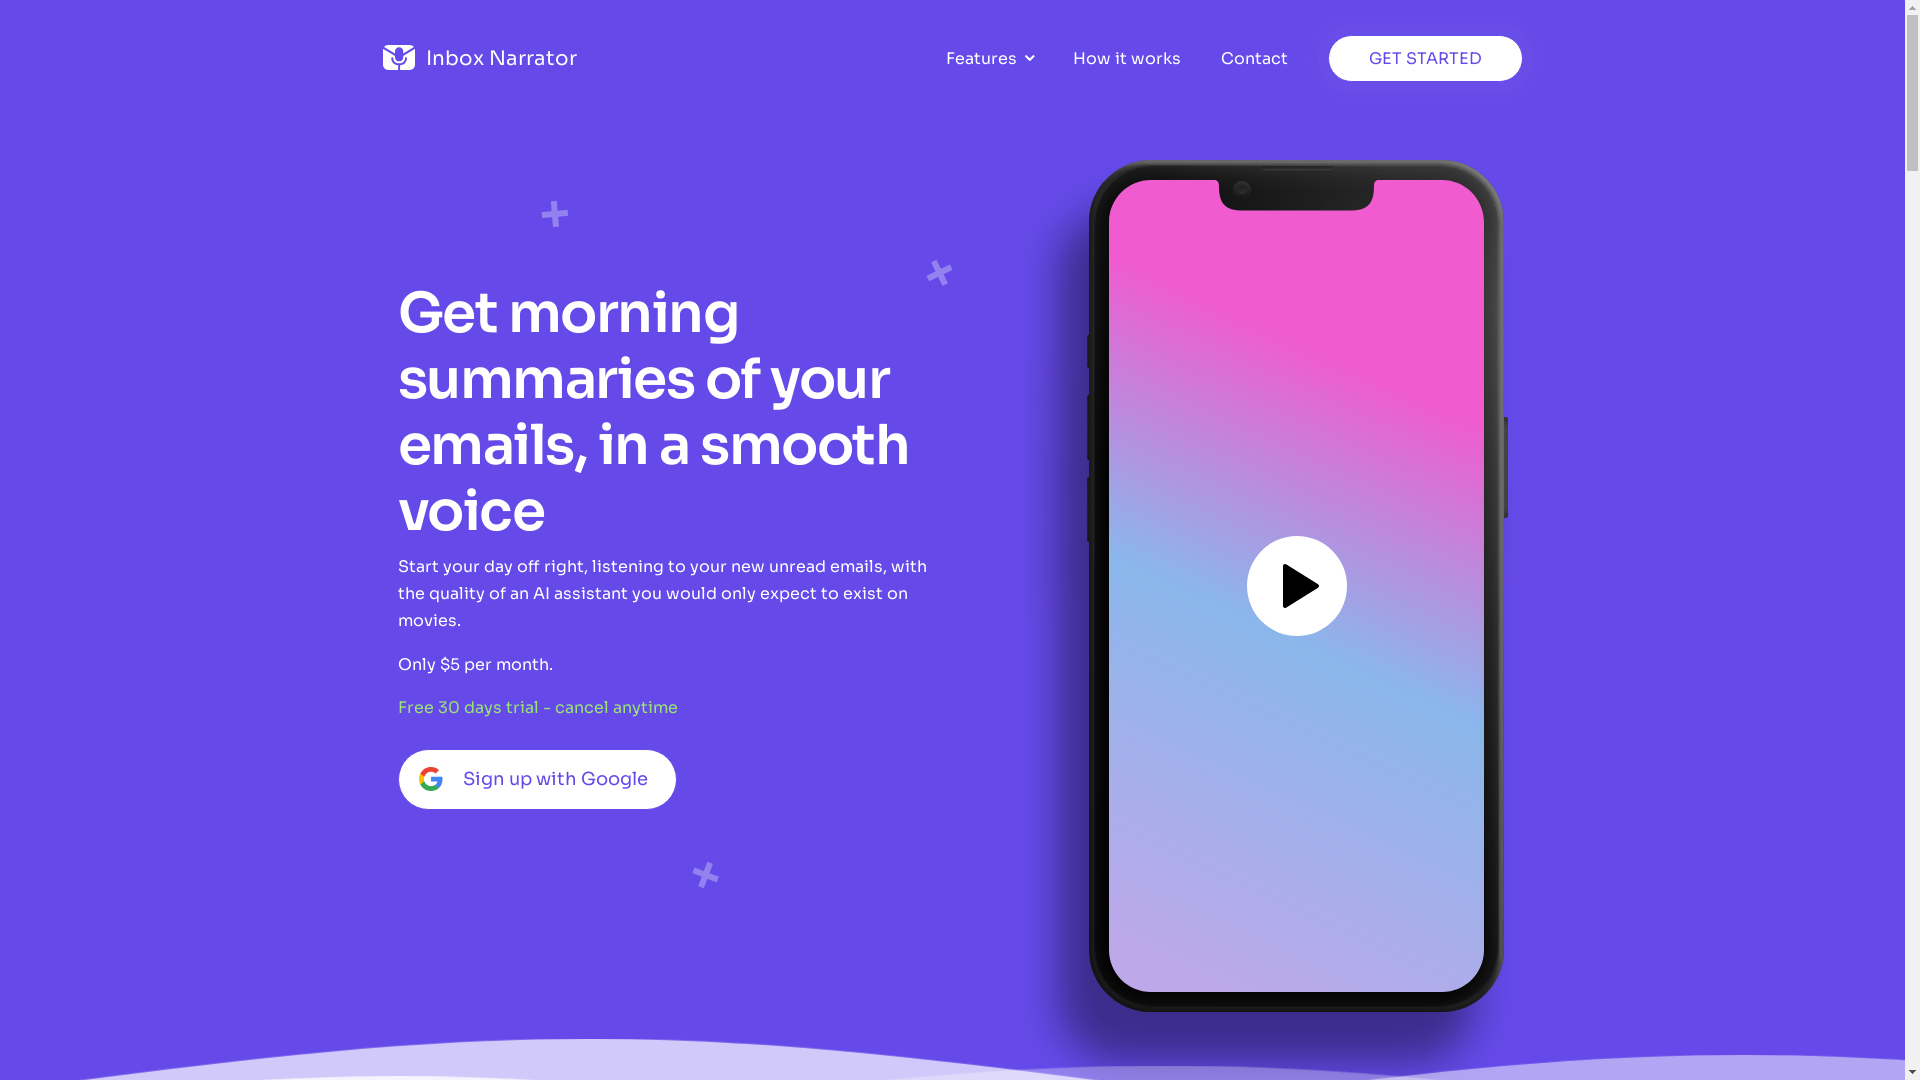 Inbox Narrator
Features
How it works
Contact
GET STARTED
Get morning
summaries of your
emails, in a smooth
voice
Start your day off right, listening to your new unread emails, with
the quality of an AI assistant you would only expect to exist on
movies.
Only $5 per month.
Free 30 days trial - cancel anytime
Sign up with Google